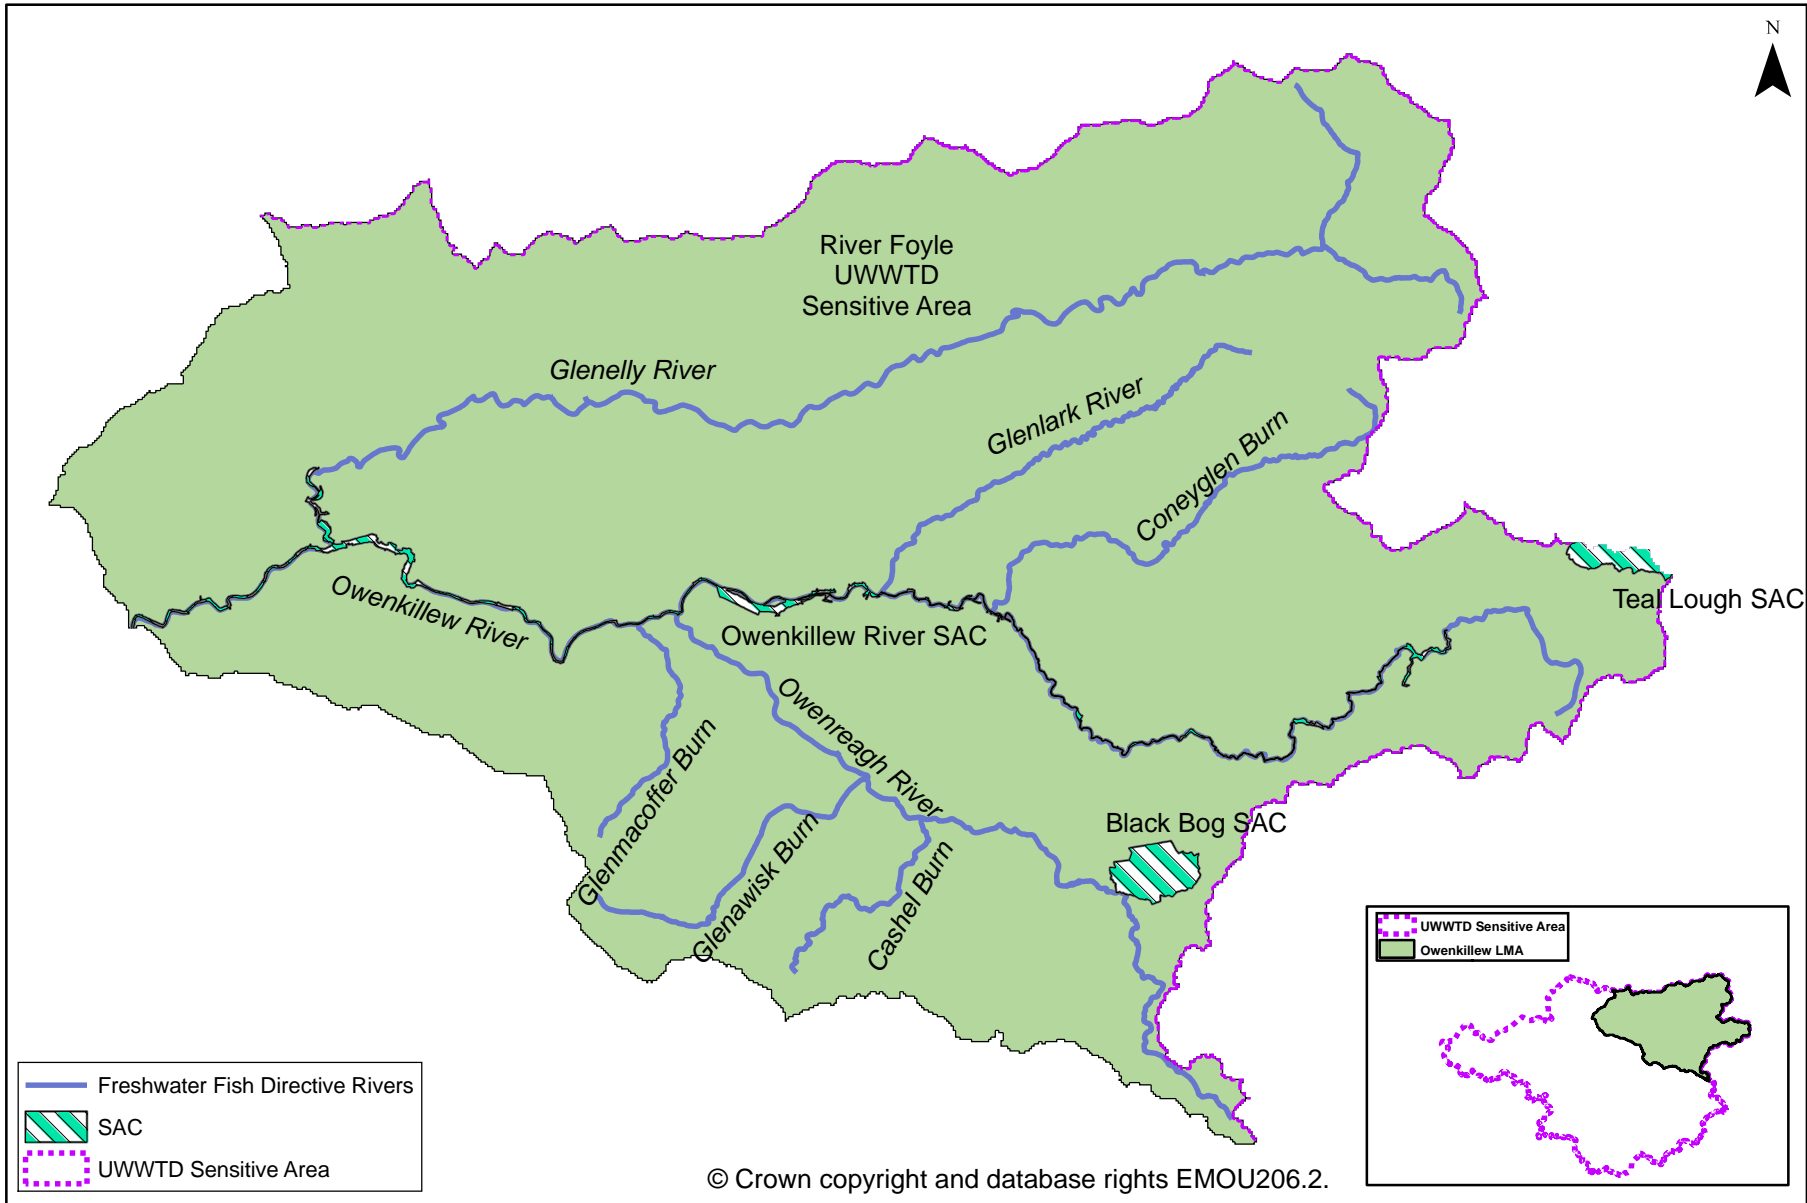 N
River Foyle
UWWTD
Sensitive Area
Glenelly River
Glenlark River
Coneyglen Burn
Teal Lough SAC
Owenkillew River
Owenkillew River SAC
Owenreagh River
Glenmacoffer Burn
Glenawisk Burn
Cashel Burn
Black Bog SAC
UWWTD Sensitive Area
Owenkillew LMA
Freshwater Fish Directive Rivers
SAC
UWWTD Sensitive Area
© Crown copyright and database rights EMOU206.2.